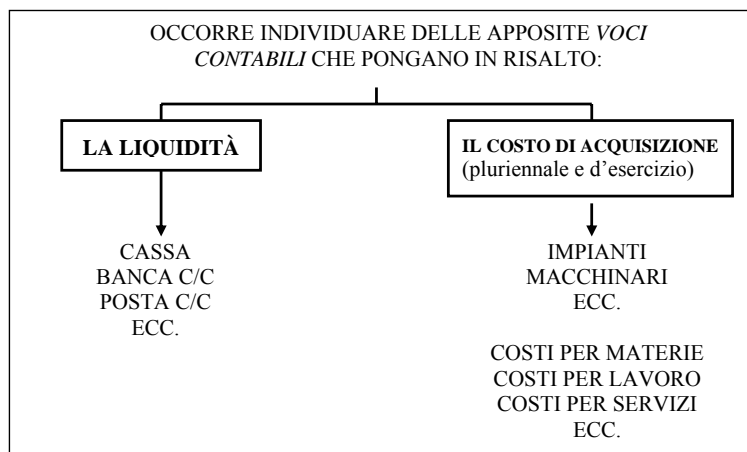 OCCORRE INDIVIDUARE DELLE APPOSITE VOCI
CONTABILI CHE PONGANO IN RISALTO:
LA LIQUIDITÀ
CASSA
BANCA C/C
POSTA C/C
ECC.
IL COSTO DI ACQUISIZIONE
(pluriennale e d’esercizio)
IMPIANTI
MACCHINARI
ECC.
COSTI PER MATERIE
COSTI PER LAVORO
COSTI PER SERVIZI
ECC.